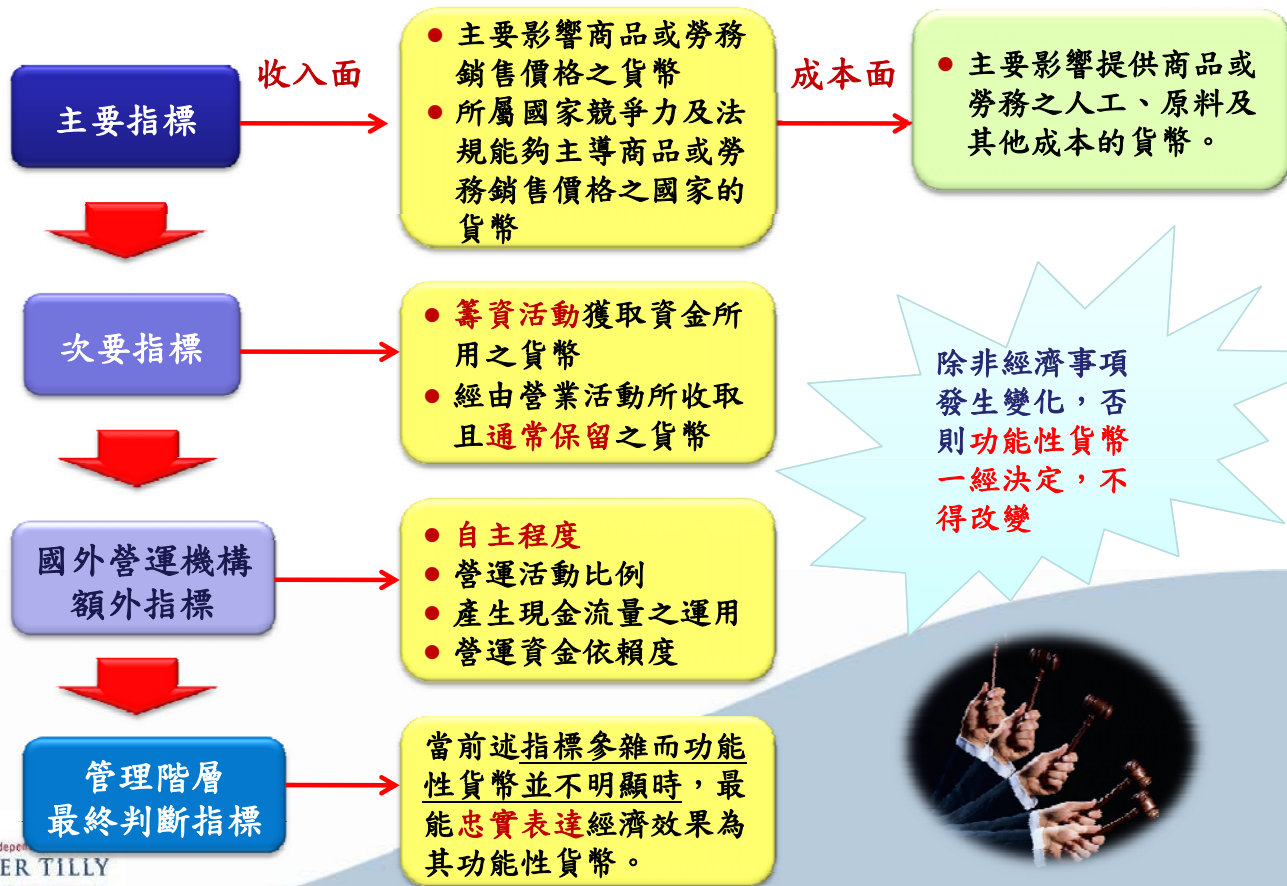 主要指標
收入面
● 主要影響商品或勞務
銷售價格之貨幣
● 所屬國家競爭力及法
規能夠主導商品或勞
務銷售價格之國家的
貨幣
成本面
● 主要影響提供商品或
勞務之人工、原料及
其他成本的貨幣。
次要指標
● 籌資活動獲取資金所
用之貨幣
● 經由營業活動所收取
且通常保留之貨幣
除非經濟事項
發生變化,否
則功能性貨幣
一經決定,不
得改變
國外營運機構
額外指標
● 自主程度
● 營運活動比例
● 產生現金流量之運用
● 營運資金依賴度
管理階層
最終判斷指標
當前述指標參雜而功能
性貨幣並不明顯時,最
能忠實表達經濟效果為
其功能性貨幣。
ER TILLY